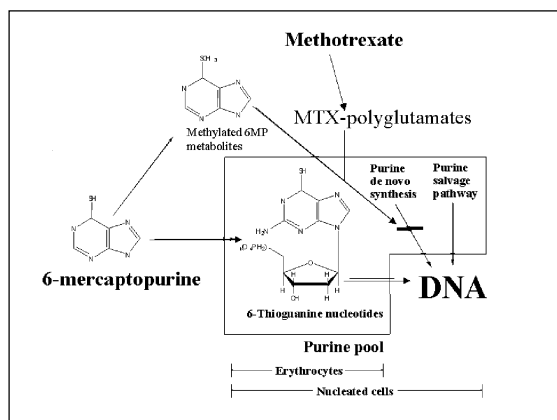 Methotrexate
SH₃
N
N
N
N
H
Methylated 6MP
metabolites
MTX-polyglutamates
Purine
de novo
synthesis
Purine
salvage
pathway
SH
N
N
N
N
H
6-mercaptopurine
SH
N
N
N
N
H₂N
O
H
H
H
H
OH
H
6-Thioguanine nucleotides
DNA
Purine pool
Erythrocytes
Nucleated cells